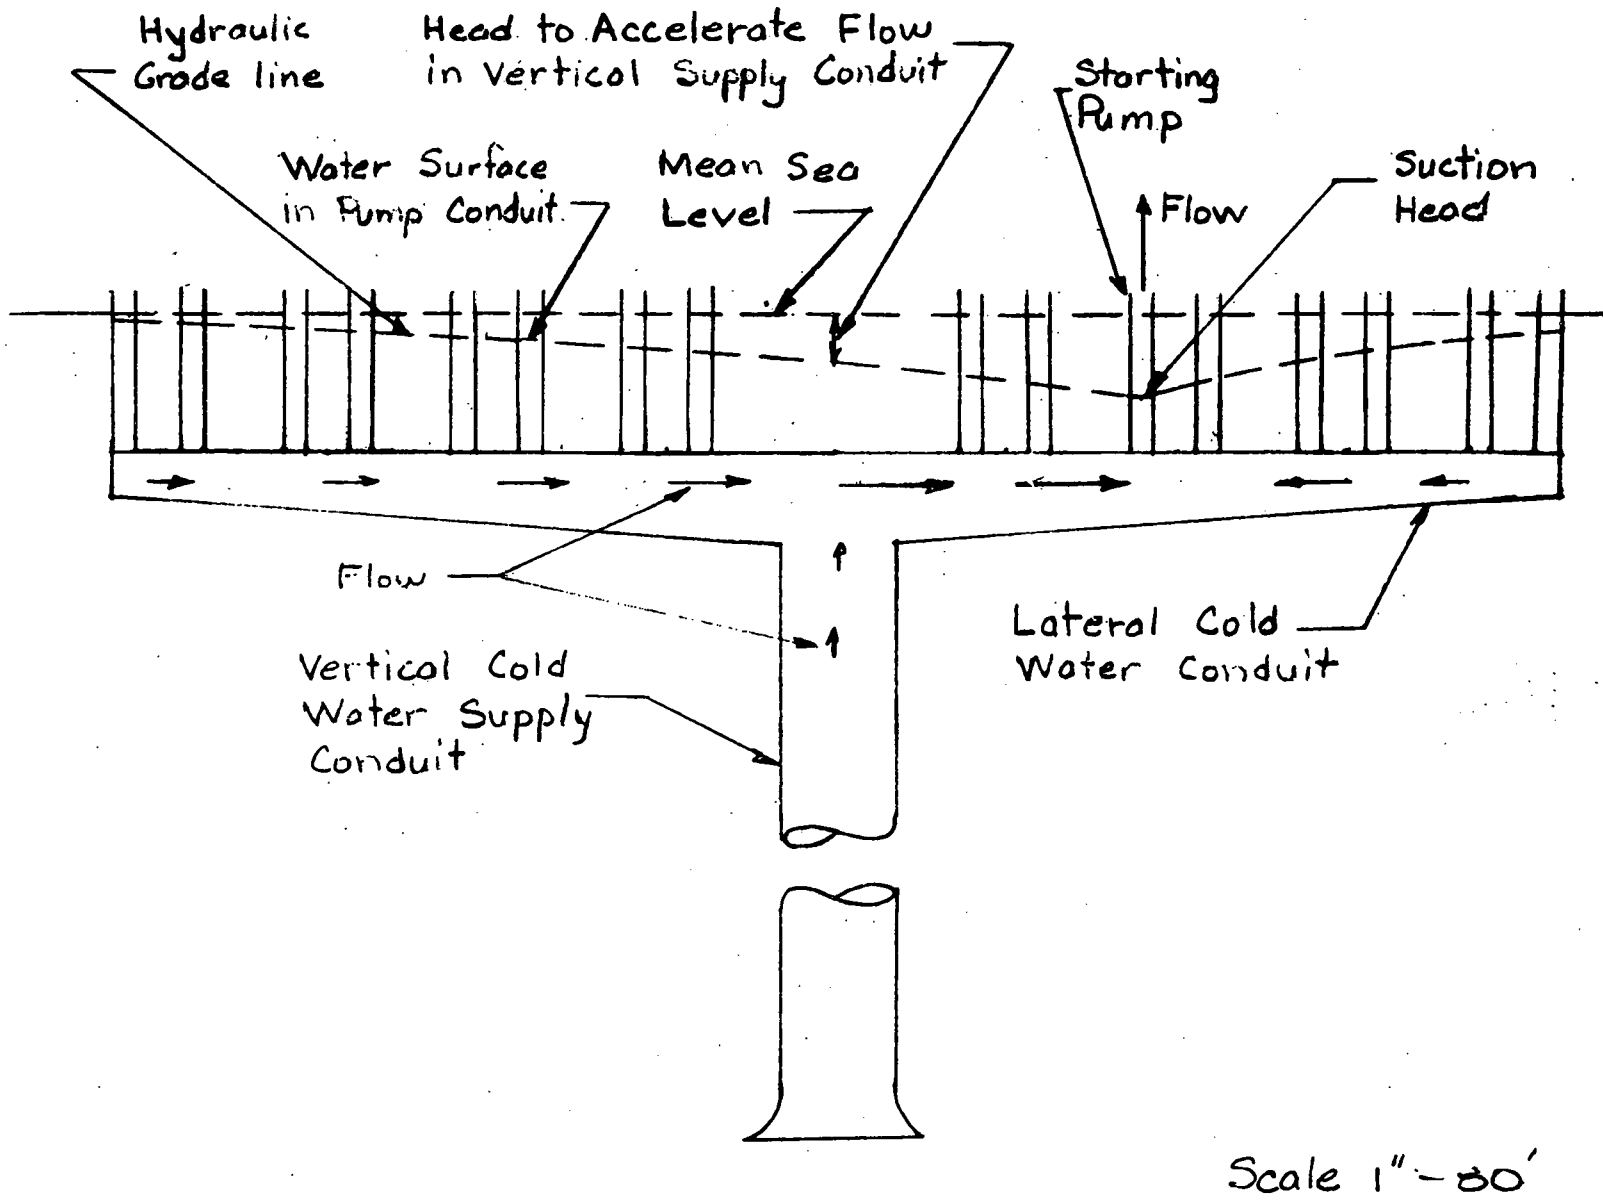 Hydraulic
Grade line
Head to Accelerate Flow
in Vertical Supply Conduit
Starting
Pump
Water Surface
in Pump Conduit
Mean Sea
Level
Flow
Suction
Head
Flow
Lateral Cold
Water Conduit
Vertical Cold
Water Supply
Conduit
Scale 1" -